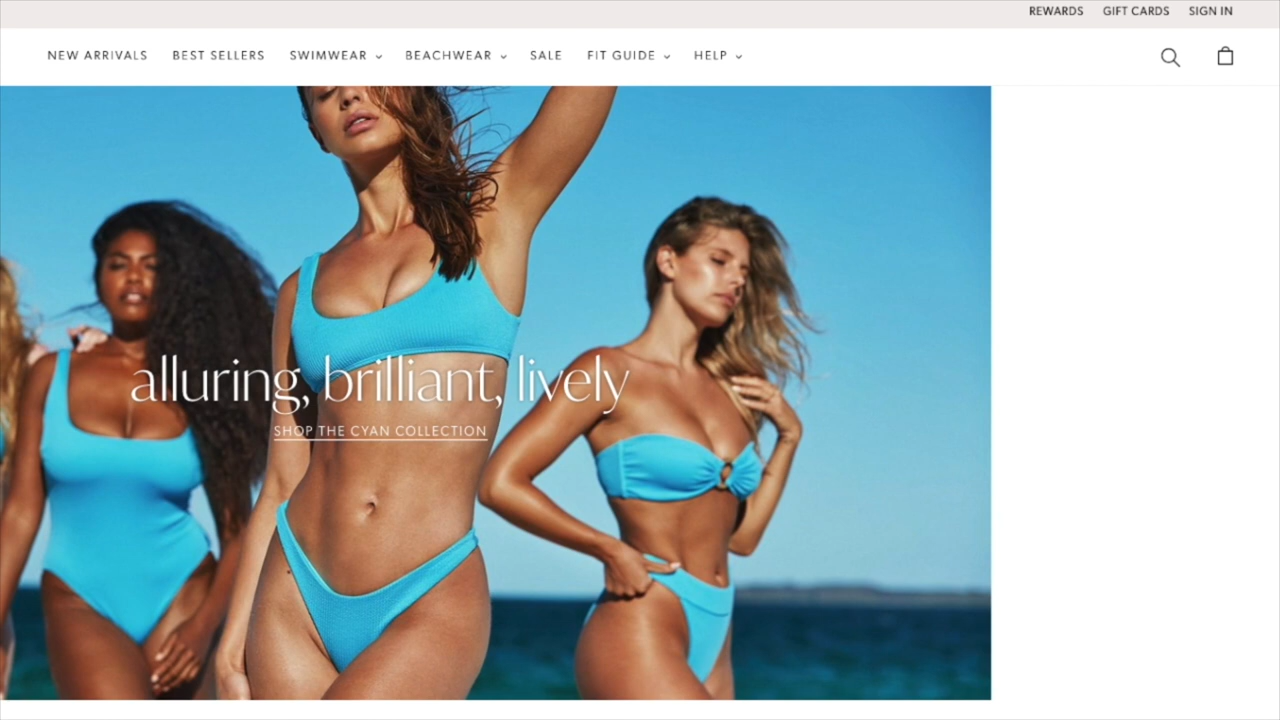 REWARDS GIFT CARDS SIGN IN
NEW ARRIVALS BEST SELLERS SWIMWEAR BEACHWEAR SALE FIT GUIDE HELP
alluring, brilliant, lively
SHOP THE CYAN COLLECTION